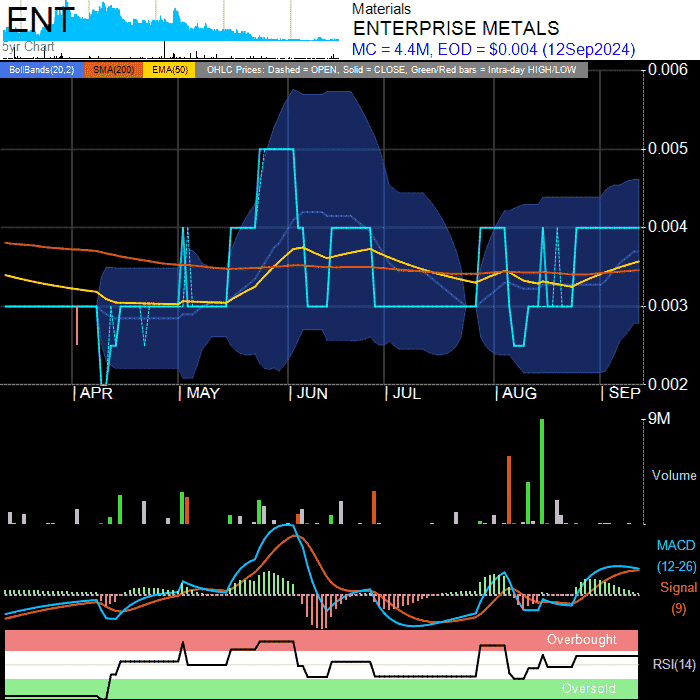 ENT
5yr Chart
Materials
ENTERPRISE METALS
MC = 4.4M, EOD = $0.004 (12Sep2024)
BollBands(20,2) SMA(200) EMA(50) OHLC Prices: Dashed = OPEN, Solid = CLOSE, Green/Red bars = Intra-day HIGH/LOW
0.006
0.005
0.004
0.003
0.002
APR MAY JUN JUL AUG SEP
9M
Volume
MACD
(12-26)
Signal
(9)
Overbought
RSI(14)
Oversold